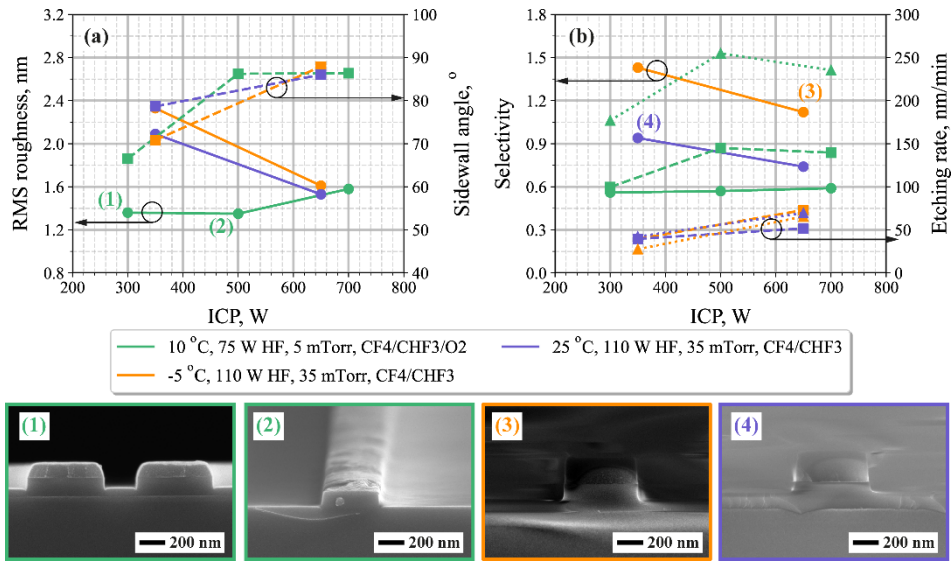 (a)
RMS roughness, nm
3.2
2.8
2.4
2.0
1.6
1.2
0.8
100
90
80
70
60
50
40
Sidewall angle, °
(1)
(2)
200 300 400 500 600 700 800
ICP, W
(b)
Selectivity
1.8
1.5
1.2
0.9
0.6
0.3
0.0
300
250
200
150
100
50
0
Etching rate, nm/min
(3)
(4)
200 300 400 500 600 700 800
ICP, W
10 °C, 75 W HF, 5 mTorr, CF4/CHF3/O2
25 °C, 110 W HF, 35 mTorr, CF4/CHF3
-5 °C, 110 W HF, 35 mTorr, CF4/CHF3
(1)
200 nm
(2)
200 nm
(3)
200 nm
(4)
200 nm